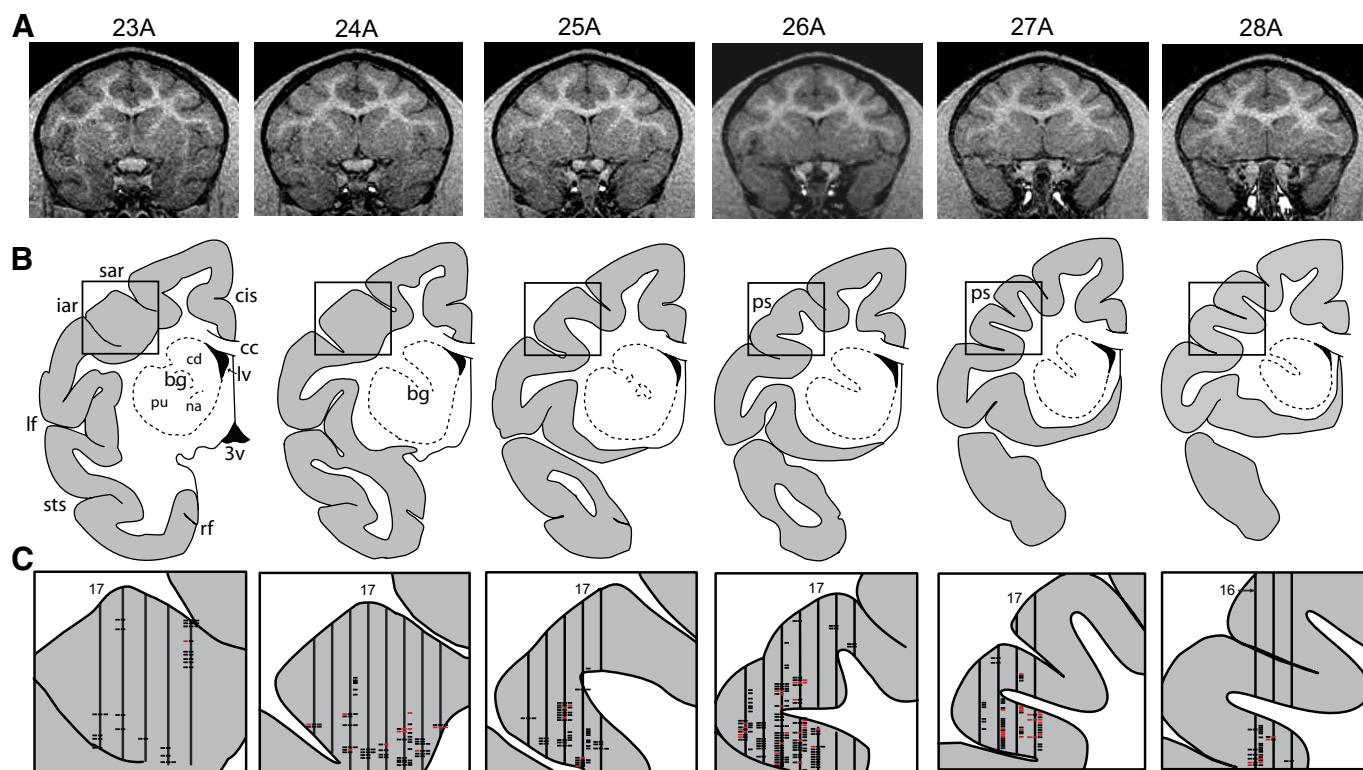 A 23A 24A 25A 26A 27A 28A
B
sar
iar
cis
cc
cd
bg
lv
pu
na
lf
3v
sts
rf
bg
ps
ps
C
17 17 17 17 17 16